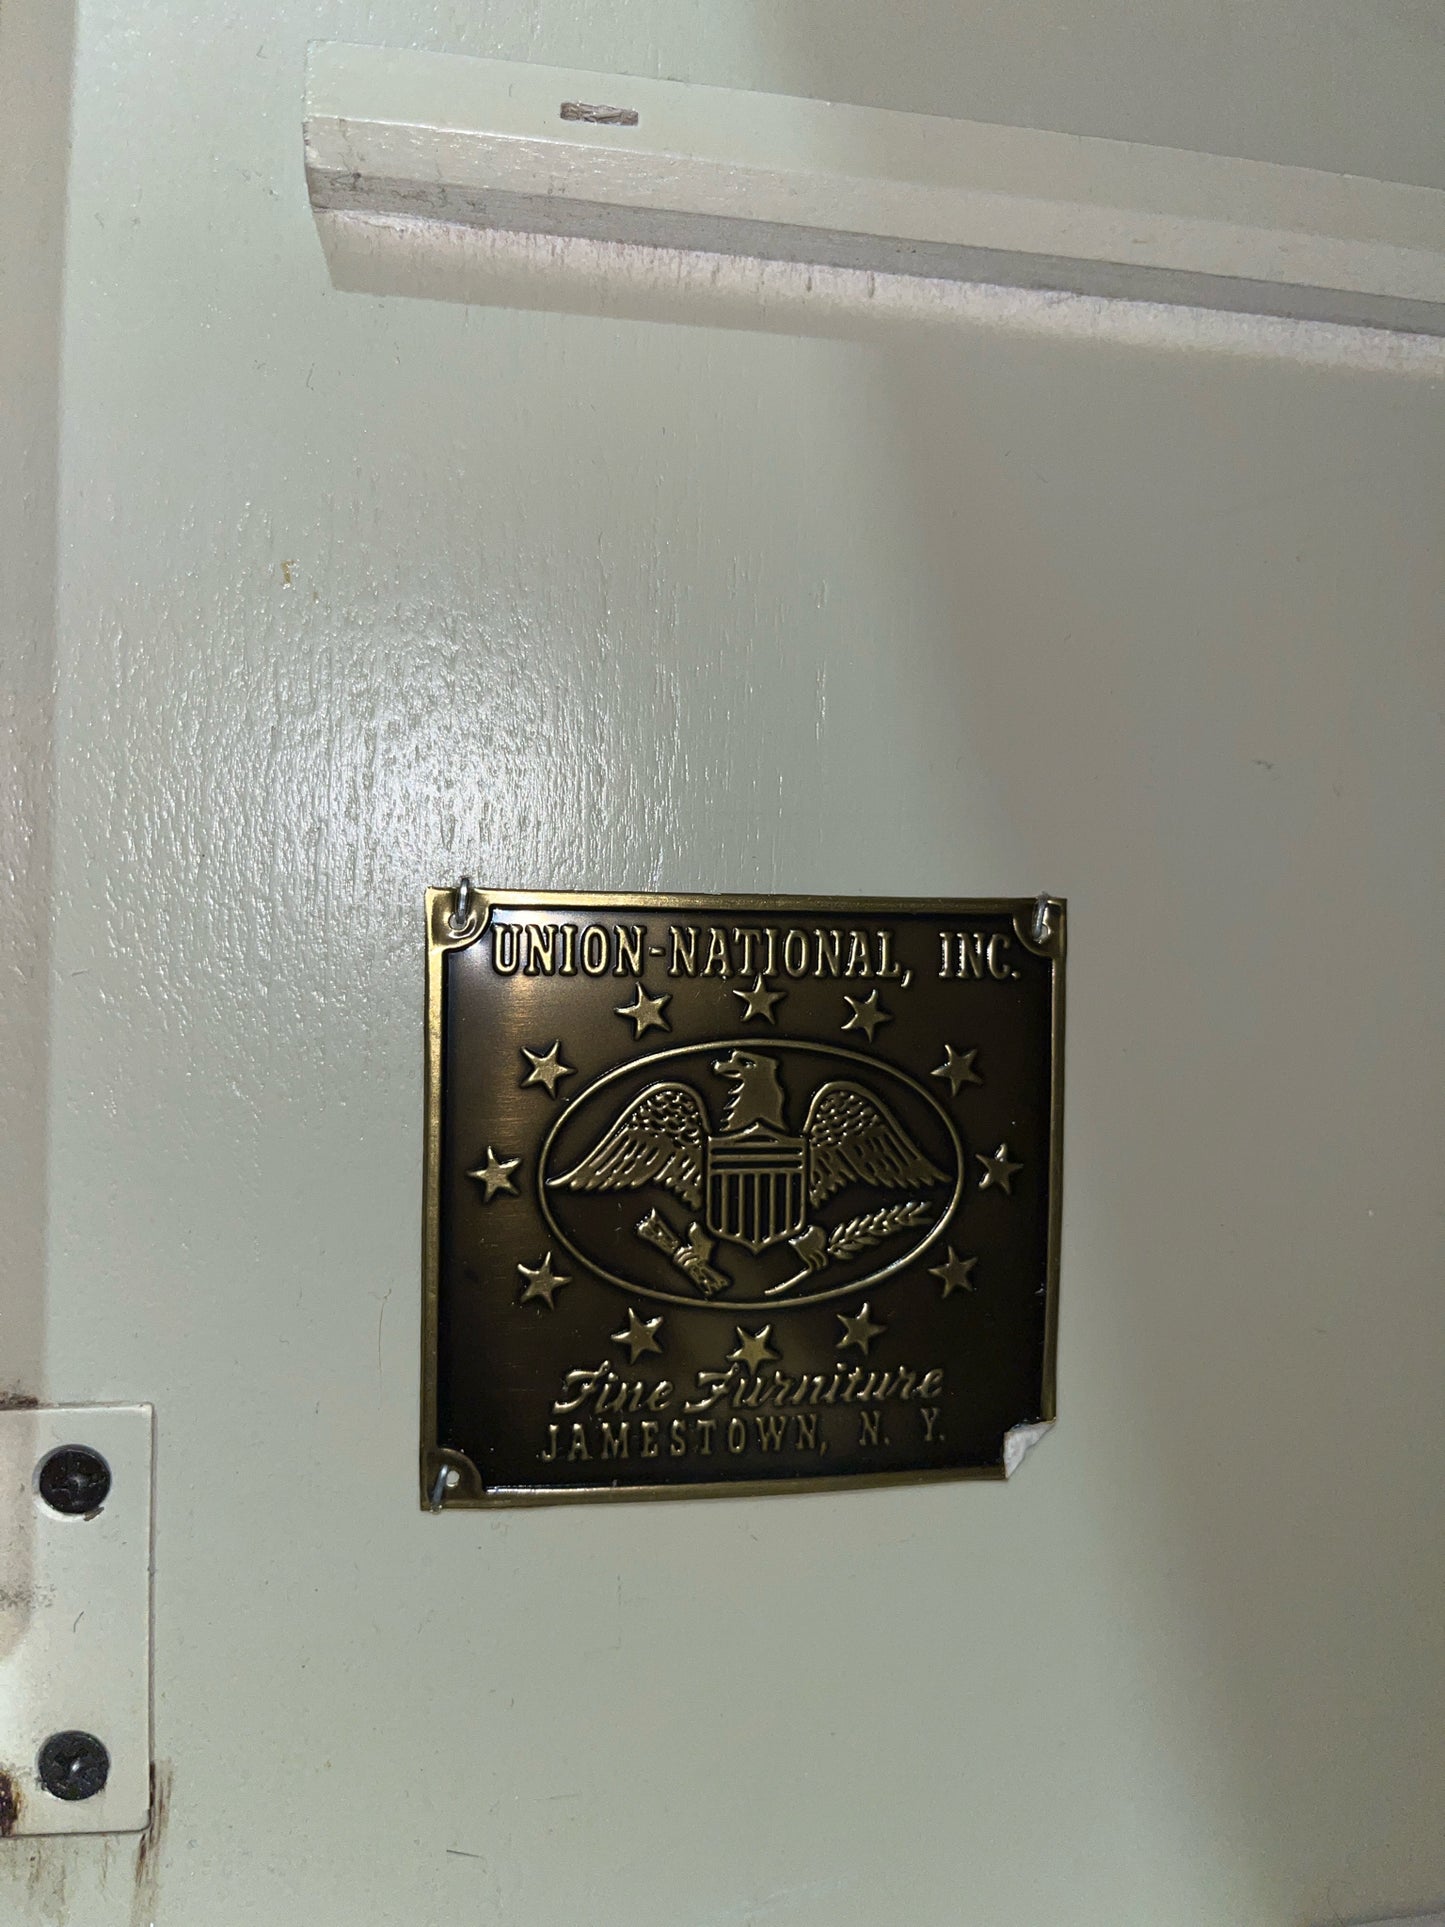 UNION-NATIONAL, INC.
Fine Furniture
JAMESTOWN, N. Y.